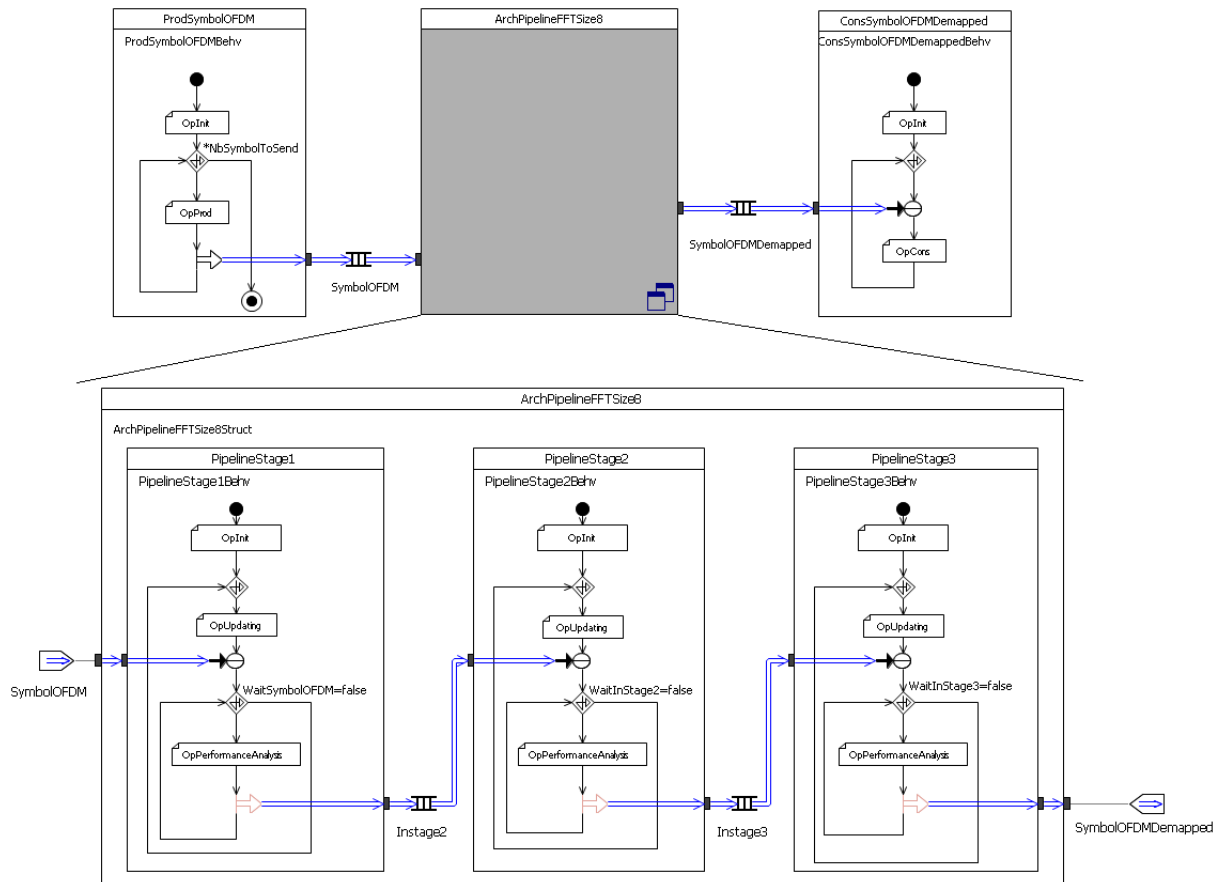 ProdSymbolOFDM
ArchPipelineFFTSize8
ConsSymbolOFDMDemapped
ProdSymbolOFDMBehv
ConsSymbolOFDMDemappedBehv
OpInit
OpInit
*NbSymbolToSend
OpProd
SymbolOFDMDemapped
OpCons
SymbolOFDM
ArchPipelineFFTSize8
ArchPipelineFFTSize8Struct
PipelineStage1
PipelineStage2
PipelineStage3
PipelineStage1Behv
PipelineStage2Behv
PipelineStage3Behv
OpInit
OpInit
OpInit
OpUpdating
OpUpdating
OpUpdating
SymbolOFDM
WaitSymbolOFDM=false
WaitInStage2=false
WaitInStage3=false
OpPerformanceAnalysis
OpPerformanceAnalysis
OpPerformanceAnalysis
Instage2
Instage3
SymbolOFDMDemapped